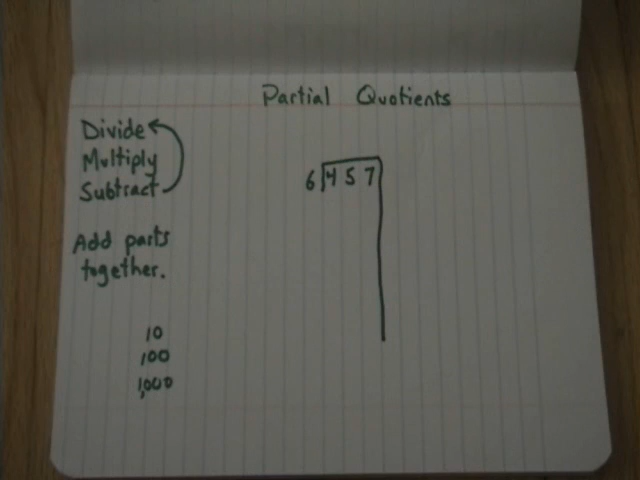 Partial Quotients
Divide
Multiply
Subtract
Add parts
together.
6 457
10
100
1,000